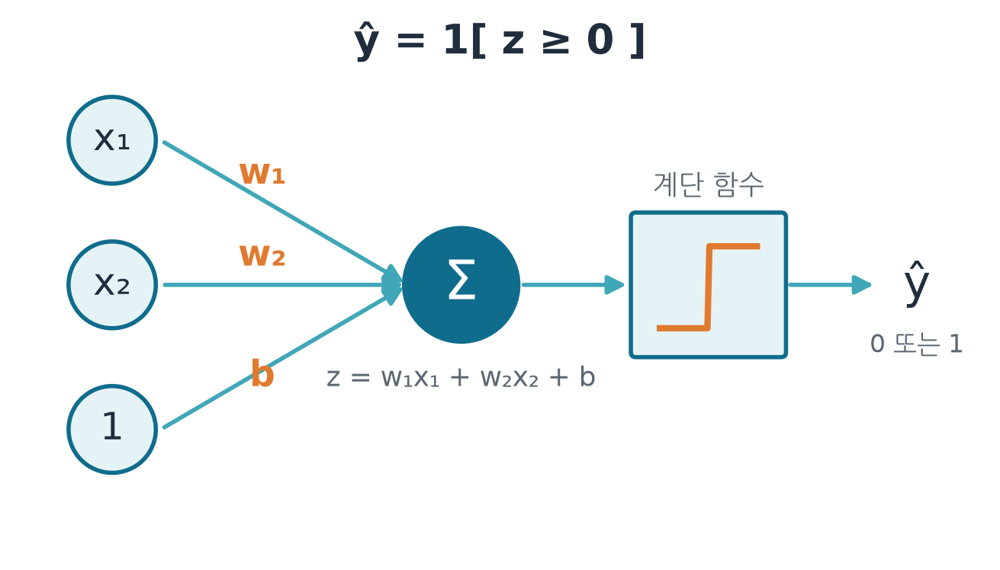 ŷ = 1[ z ≥ 0 ]
x₁
w₁
계단 함수
w₂
x₂
Σ
ŷ
0 또는 1
b
z = w₁x₁ + w₂x₂ + b
1